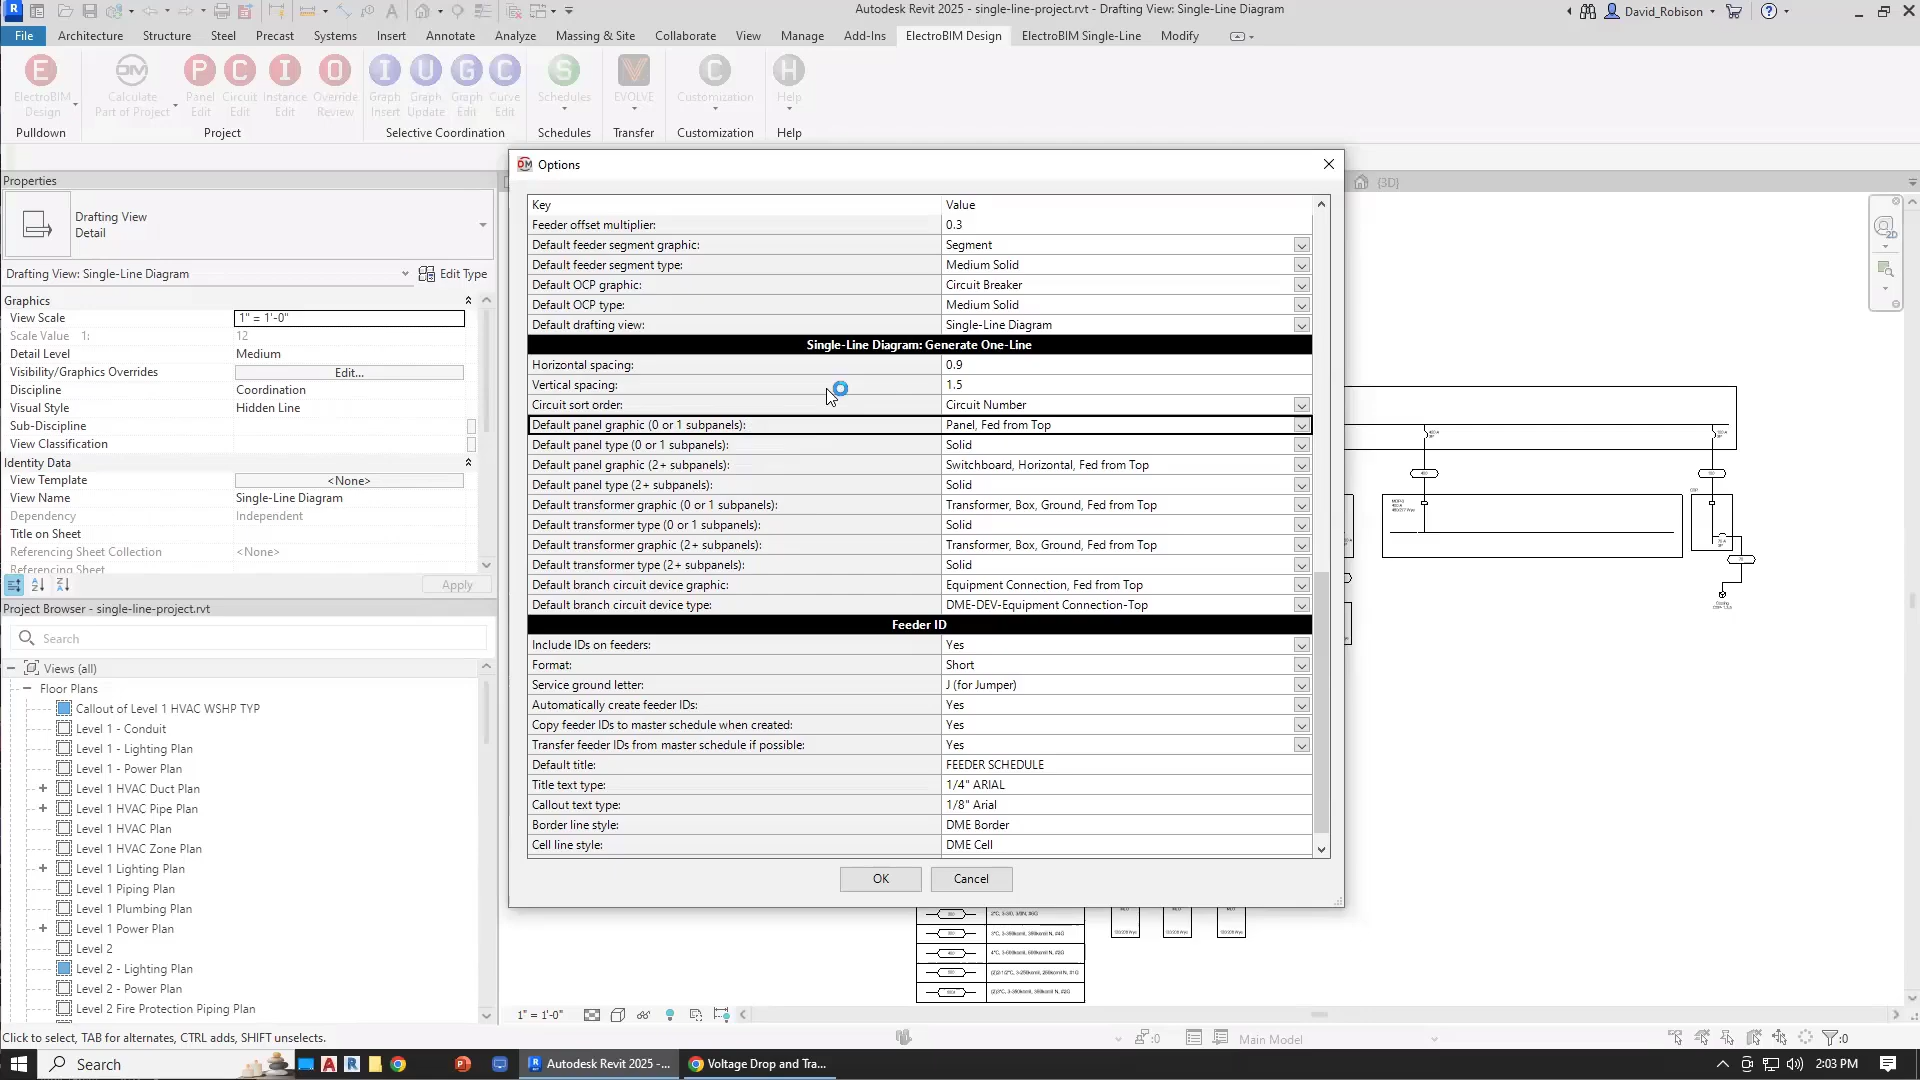 Autodesk Revit 2025 - single-line-project.rvt - Drafting View: Single-Line Diagram
David_Robison
File Architecture Structure Steel Precast Systems Insert Annotate Analyze Massing & Site Collaborate View Manage Add-Ins ElectroBIM Design ElectroBIM Single-Line Modify
ElectroBIM Design
Calculate Part of Project
Panel Edit
Circuit Edit
Instance Edit
Override Review
Graph Insert
Graph Update
Graph Edit
Curve Edit
Schedules
EVOLVE
Customization
Help
Pulldown Project Selective Coordination Schedules Transfer Customization Help
Properties
Drafting View
Detail
Drafting View: Single-Line Diagram Edit Type
Graphics
View Scale 1" = 1'-0"
Scale Value 1: 12
Detail Level Medium
Visibility/Graphics Overrides Edit...
Discipline Coordination
Visual Style Hidden Line
Sub-Discipline
View Classification
Identity Data
View Template <None>
View Name Single-Line Diagram
Dependency Independent
Title on Sheet
Referencing Sheet Collection <None>
Referencing Sheet
Apply
Project Browser - single-line-project.rvt
Search
Views (all)
Floor Plans
Callout of Level 1 HVAC WSHP TYP
Level 1 - Conduit
Level 1 - Lighting Plan
Level 1 - Power Plan
Level 1 HVAC Duct Plan
Level 1 HVAC Pipe Plan
Level 1 HVAC Plan
Level 1 HVAC Zone Plan
Level 1 Lighting Plan
Level 1 Piping Plan
Level 1 Plumbing Plan
Level 1 Power Plan
Level 2
Level 2 - Lighting Plan
Level 2 - Power Plan
Level 2 Fire Protection Piping Plan
DM Options
Key Value
Feeder offset multiplier: 0.3
Default feeder segment graphic: Segment
Default feeder segment type: Medium Solid
Default OCP graphic: Circuit Breaker
Default OCP type: Medium Solid
Default drafting view: Single-Line Diagram
Single-Line Diagram: Generate One-Line
Horizontal spacing: 0.9
Vertical spacing: 1.5
Circuit sort order: Circuit Number
Default panel graphic (0 or 1 subpanels): Panel, Fed from Top
Default panel type (0 or 1 subpanels): Solid
Default panel graphic (2+ subpanels): Switchboard, Horizontal, Fed from Top
Default panel type (2+ subpanels): Solid
Default transformer graphic (0 or 1 subpanels): Transformer, Box, Ground, Fed from Top
Default transformer type (0 or 1 subpanels): Solid
Default transformer graphic (2+ subpanels): Transformer, Box, Ground, Fed from Top
Default transformer type (2+ subpanels): Solid
Default branch circuit device graphic: Equipment Connection, Fed from Top
Default branch circuit device type: DME-DEV-Equipment Connection-Top
Feeder ID
Include IDs on feeders: Yes
Format: Short
Service ground letter: J (for Jumper)
Automatically create feeder IDs: Yes
Copy feeder IDs to master schedule when created: Yes
Transfer feeder IDs from master schedule if possible: Yes
Default title: FEEDER SCHEDULE
Title text type: 1/4" ARIAL
Callout text type: 1/8" Arial
Border line style: DME Border
Cell line style: DME Cell
OK Cancel
{3D}
2D
1" = 1'-0"
Click to select, TAB for alternates, CTRL adds, SHIFT unselects.
:0 Main Model :0
Search Autodesk Revit 2025 -... Voltage Drop and Tra... 2:03 PM